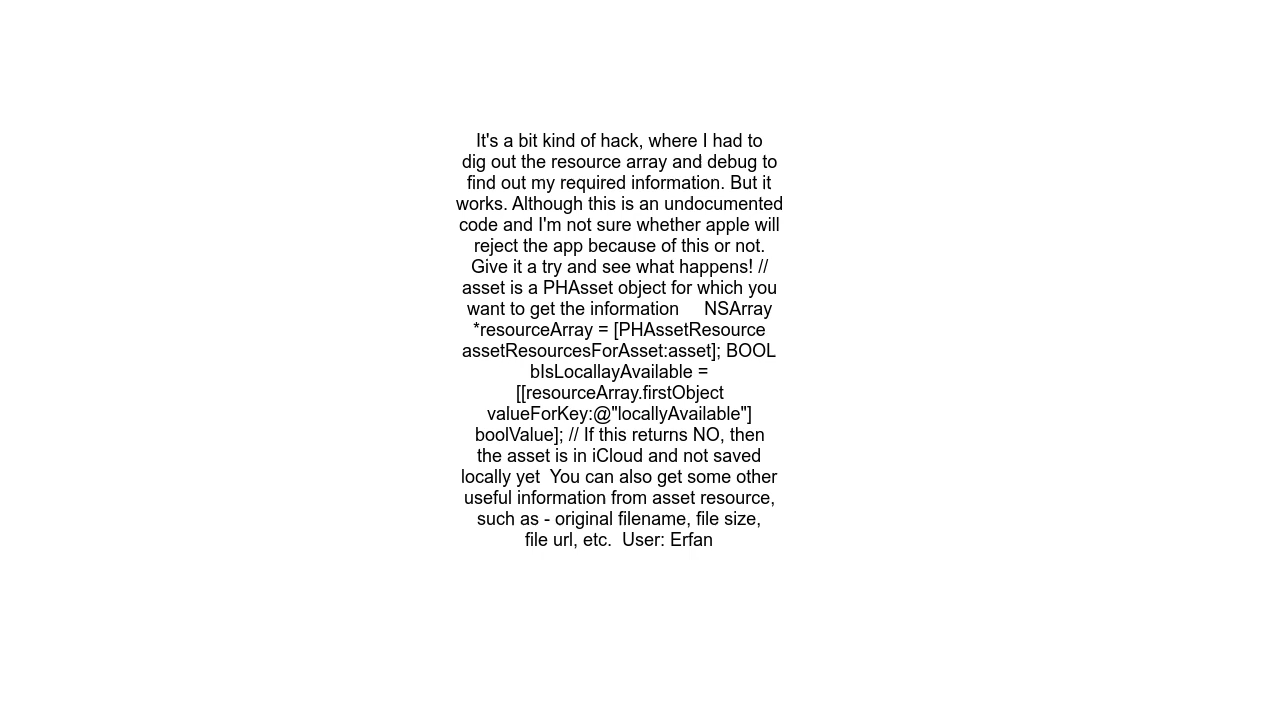 It's a bit kind of hack, where I had to
dig out the resource array and debug to
find out my required information. But it
works. Although this is an undocumented
code and I'm not sure whether apple will
reject the app because of this or not.
Give it a try and see what happens! //
asset is a PHAsset object for which you
want to get the information     NSArray
*resourceArray = [PHAssetResource
assetResourcesForAsset:asset]; BOOL
bIsLocallayAvailable =
[[resourceArray.firstObject
valueForKey:@"locallyAvailable"]
boolValue]; // If this returns NO, then
the asset is in iCloud and not saved
locally yet  You can also get some other
useful information from asset resource,
such as - original filename, file size,
file url, etc.  User: Erfan